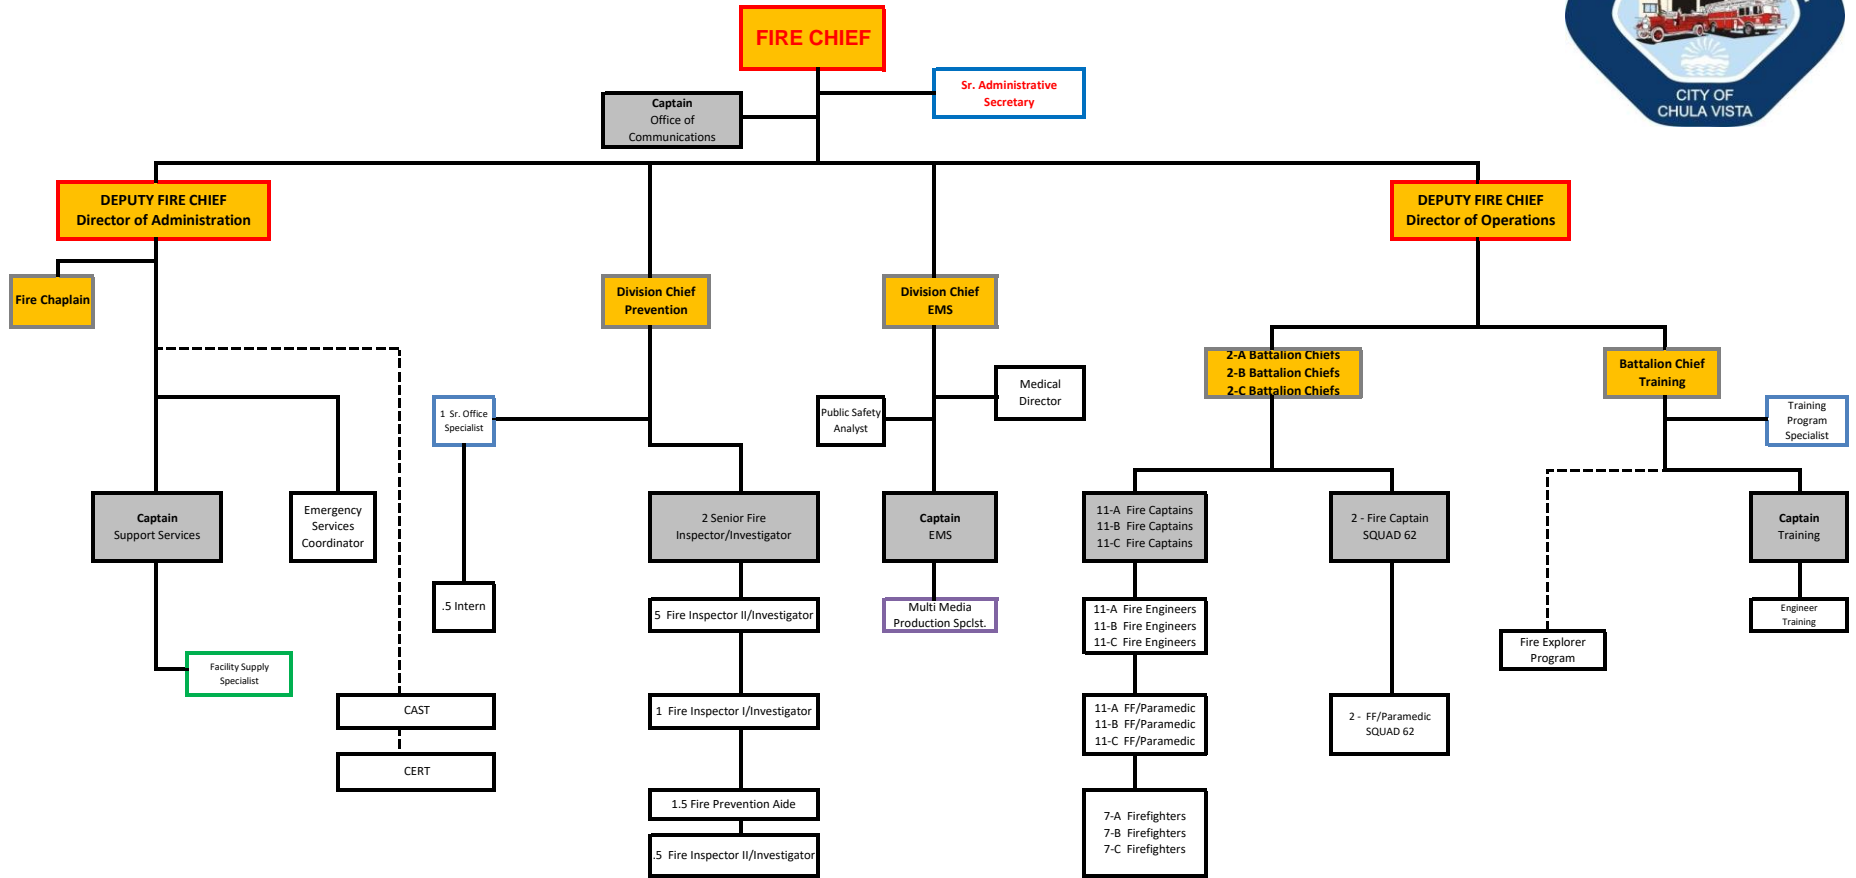 FIRE CHIEF
Sr. Administrative
Secretary
Captain
Office of
Communications
CITY OF
CHULA VISTA
DEPUTY FIRE CHIEF
Director of Administration
DEPUTY FIRE CHIEF
Director of Operations
Fire Chaplain
Division Chief
Prevention
Division Chief
EMS
2-A Battalion Chiefs
2-B Battalion Chiefs
2-C Battalion Chiefs
Battalion Chief
Training
1 Sr. Office
Specialist
Public Safety
Analyst
Medical
Director
Training
Program
Specialist
Captain
Support Services
Emergency
Services
Coordinator
2 Senior Fire
Inspector/Investigator
Captain
EMS
11-A Fire Captains
11-B Fire Captains
11-C Fire Captains
2 - Fire Captain
SQUAD 62
Captain
Training
.5 Intern
5 Fire Inspector II/Investigator
Multi Media
Production Spclst.
11-A Fire Engineers
11-B Fire Engineers
11-C Fire Engineers
Engineer
Training
Fire Explorer
Program
Facility Supply
Specialist
CAST
1 Fire Inspector I/Investigator
11-A FF/Paramedic
11-B FF/Paramedic
11-C FF/Paramedic
2 - FF/Paramedic
SQUAD 62
CERT
1.5 Fire Prevention Aide
7-A Firefighters
7-B Firefighters
7-C Firefighters
.5 Fire Inspector II/Investigator